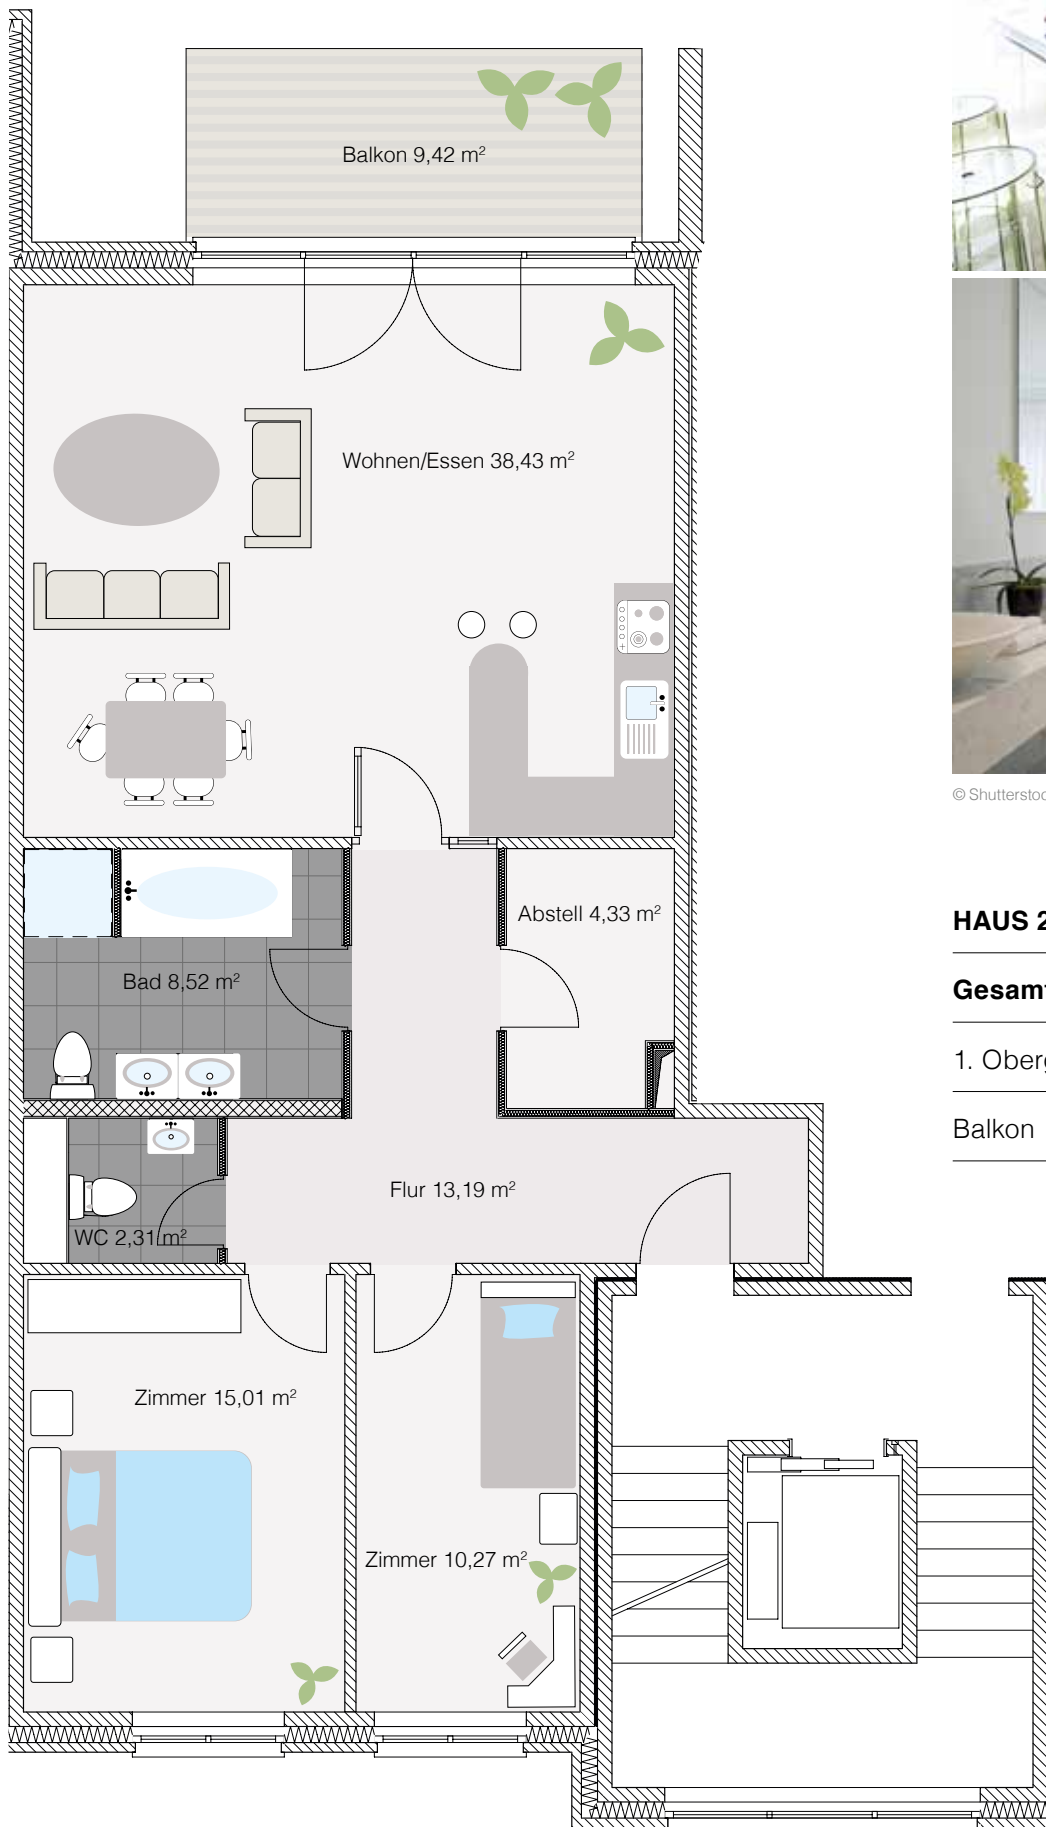 Balkon 9,42 m²
Wohnen/Essen 38,43 m²
© Shutterstoc
Abstell 4,33 m²
HAUS 2
Bad 8,52 m²
Gesamt
1. Oberg
Balkon
Flur 13,19 m²
WC 2,31 m²
Zimmer 15,01 m²
Zimmer 10,27 m²